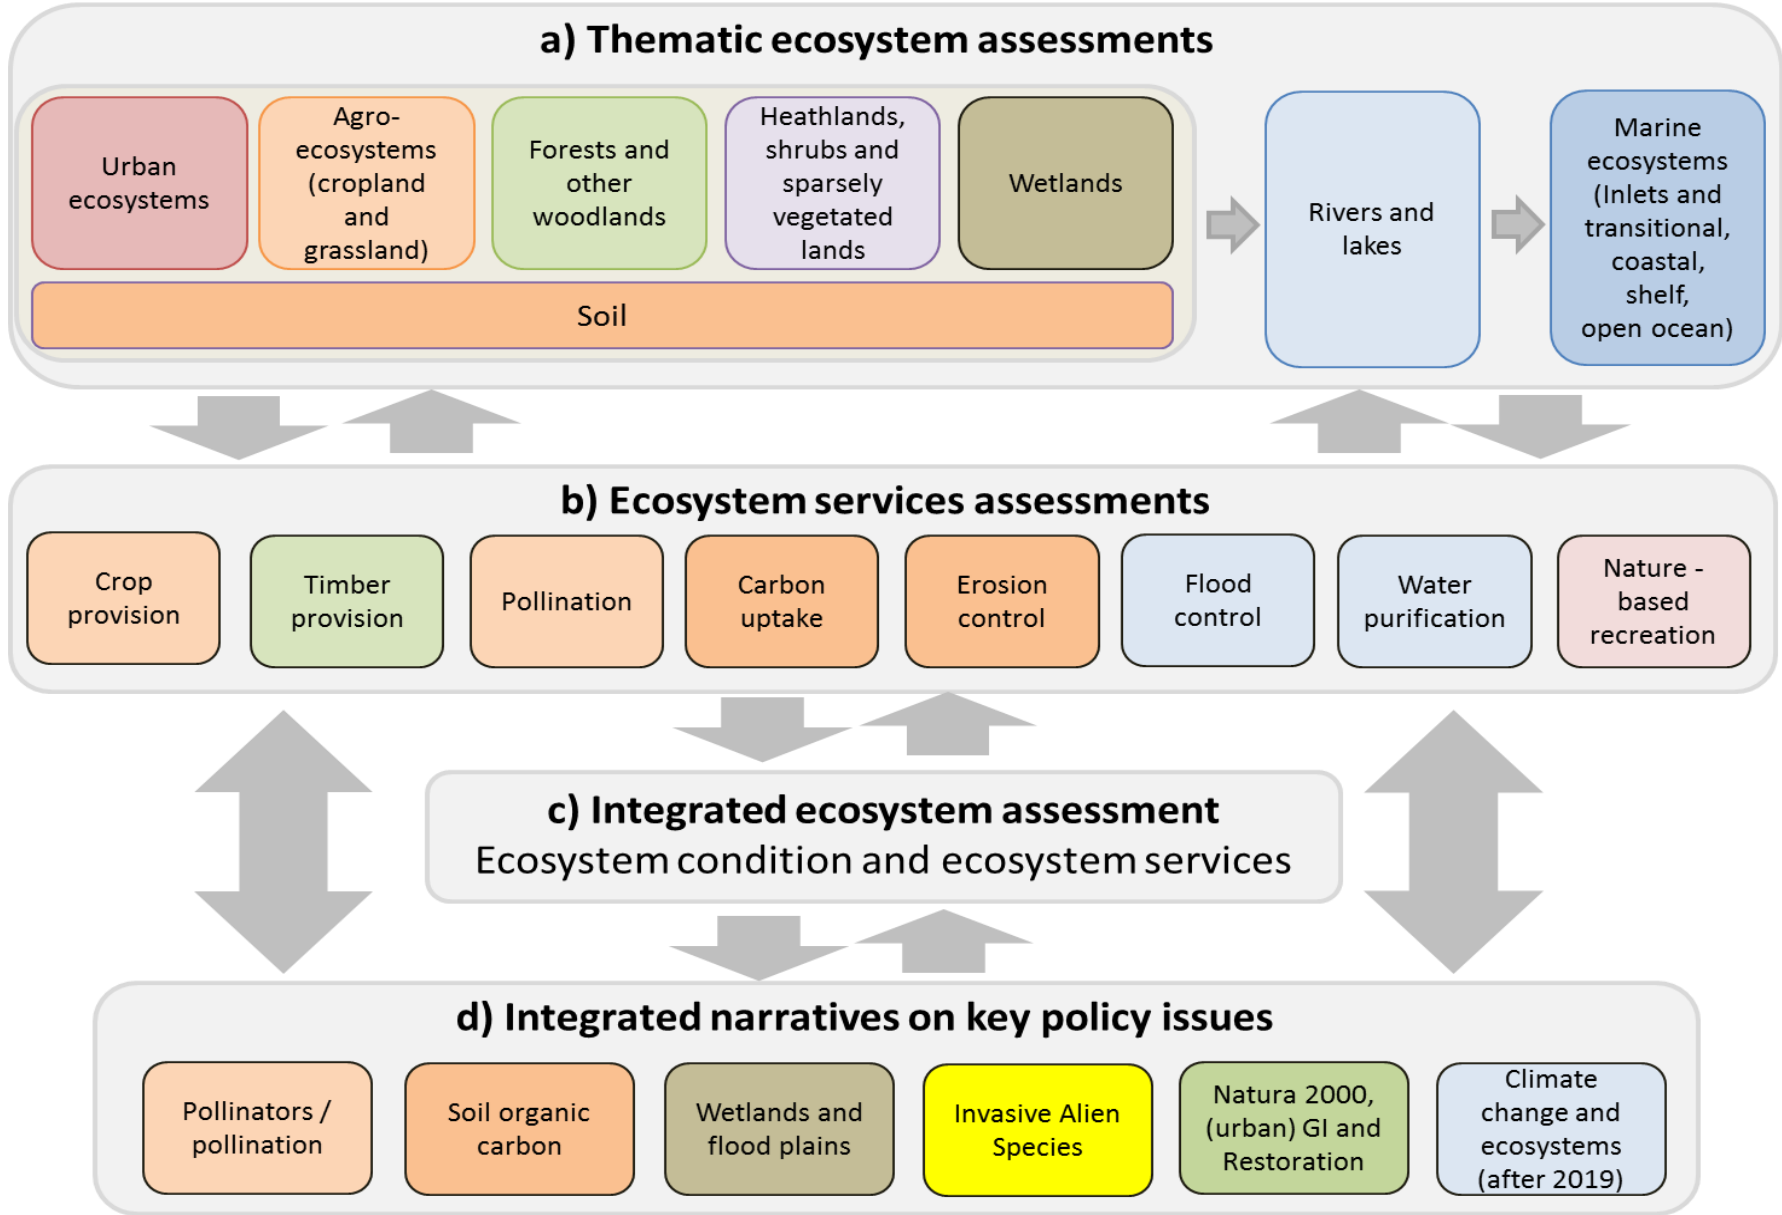 a) Thematic ecosystem assessments
Urban
ecosystems
Agro-
ecosystems
(cropland
and
grassland)
Forests and
other
woodlands
Heathlands,
shrubs and
sparsely
vegetated
lands
Wetlands
Soil
Rivers and
lakes
Marine
ecosystems
(Inlets and
transitional,
coastal,
shelf,
open ocean)
b) Ecosystem services assessments
Crop
provision
Timber
provision
Pollination
Carbon
uptake
Erosion
control
Flood
control
Water
purification
Nature -
based
recreation
c) Integrated ecosystem assessment
Ecosystem condition and ecosystem services
d) Integrated narratives on key policy issues
Pollinators /
pollination
Soil organic
carbon
Wetlands and
flood plains
Invasive Alien
Species
Natura 2000,
(urban) GI and
Restoration
Climate
change and
ecosystems
(after 2019)